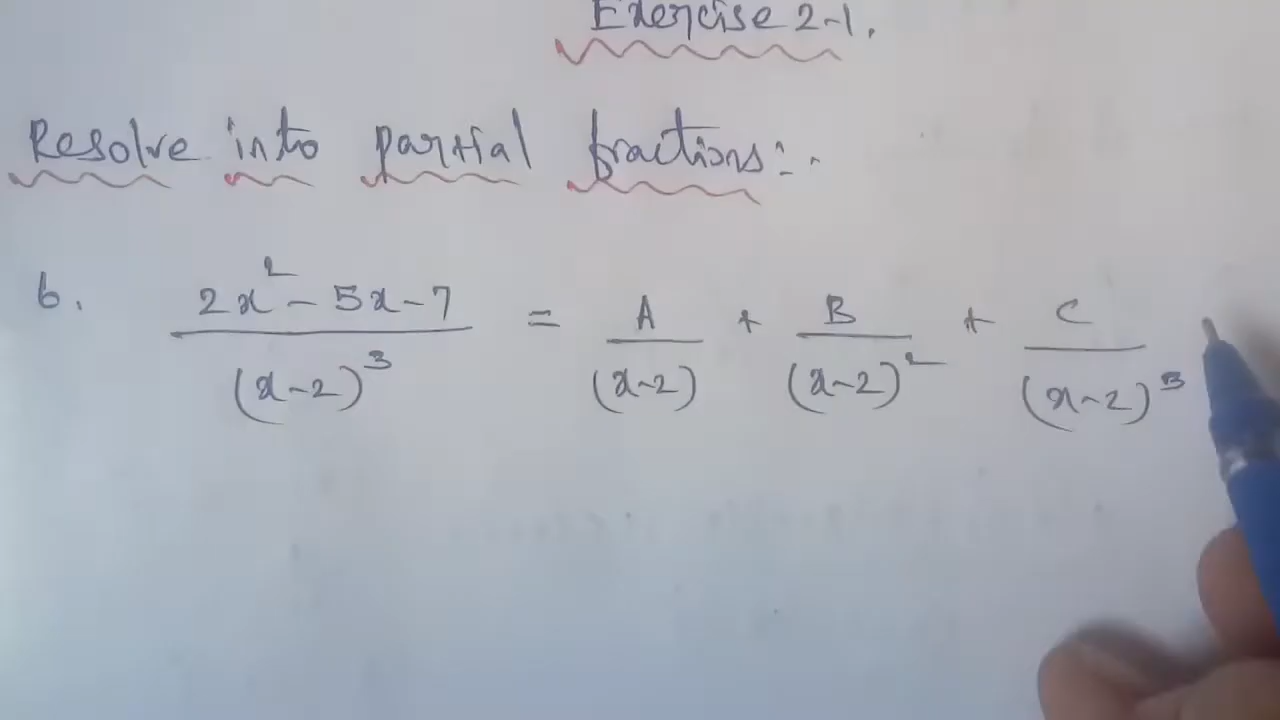 Exercise 2-1.
Resolve into partial fractions:-
6. (2x² - 5x - 7)/(x-2)³ = A/(x-2) + B/(x-2)² + C/(x-2)³